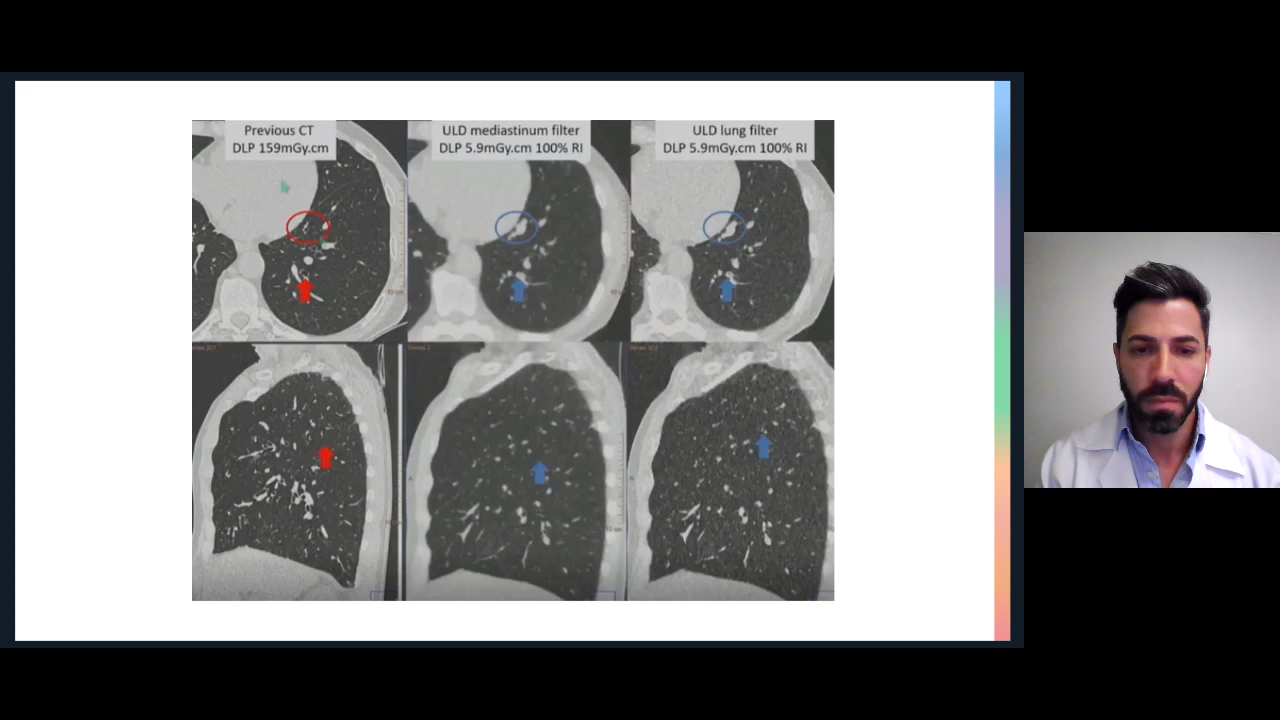 Previous CT
DLP 159mGy.cm
ULD mediastinum filter
DLP 5.9mGy.cm 100% RI
ULD lung filter
DLP 5.9mGy.cm 100% RI